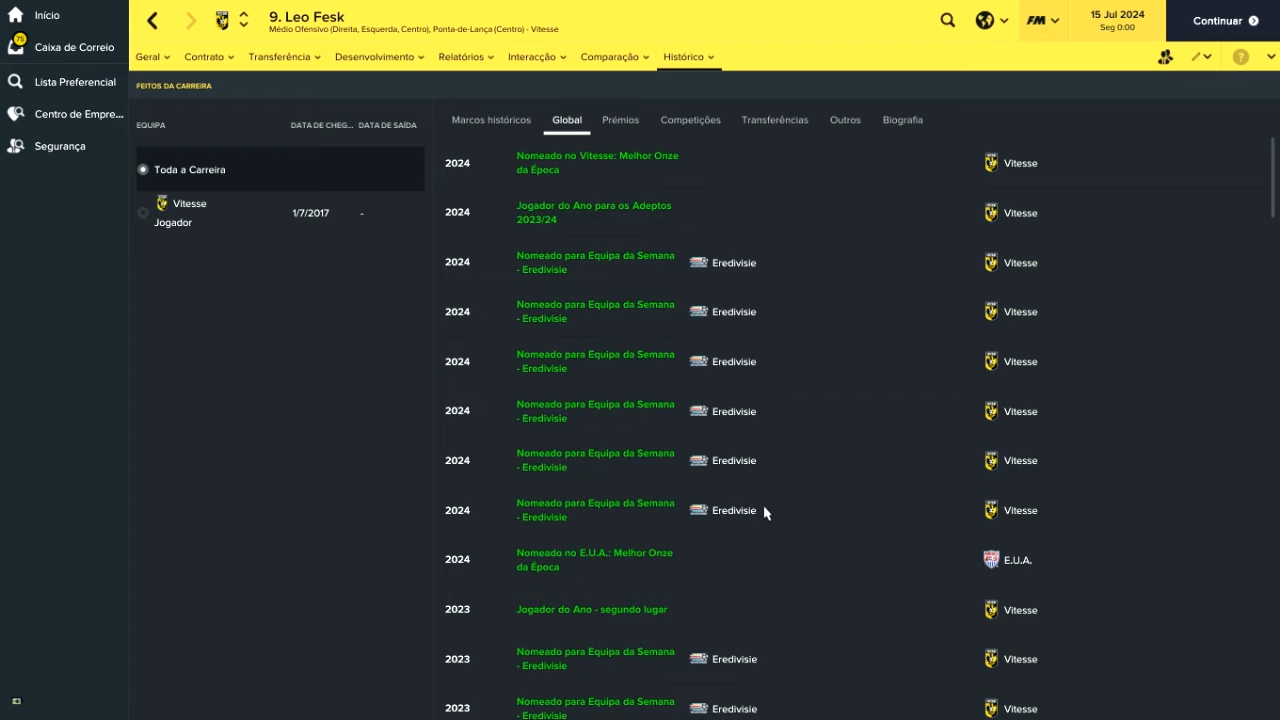 Início
75
Caixa de Correio
Lista Preferencial
Centro de Empre...
Segurança
9. Leo Fesk
Médio Ofensivo (Direita, Esquerda, Centro), Ponta-de-Lança (Centro) - Vitesse
FM
15 Jul 2024
Seg 0:00
Continuar
Geral
Contrato
Transferência
Desenvolvimento
Relatórios
Interacção
Comparação
Histórico
?
FEITOS DA CARREIRA
EQUIPA
DATA DE CHEG...
DATA DE SAÍDA
Toda a Carreira
Vitesse
Jogador
1/7/2017
-
Marcos históricos
Global
Prémios
Competições
Transferências
Outros
Biografia
2024
Nomeado no Vitesse: Melhor Onze
da Época
Vitesse
2024
Jogador do Ano para os Adeptos
2023/24
Vitesse
2024
Nomeado para Equipa da Semana
- Eredivisie
Eredivisie
Vitesse
2024
Nomeado para Equipa da Semana
- Eredivisie
Eredivisie
Vitesse
2024
Nomeado para Equipa da Semana
- Eredivisie
Eredivisie
Vitesse
2024
Nomeado para Equipa da Semana
- Eredivisie
Eredivisie
Vitesse
2024
Nomeado para Equipa da Semana
- Eredivisie
Eredivisie
Vitesse
2024
Nomeado para Equipa da Semana
- Eredivisie
Eredivisie
Vitesse
2024
Nomeado no E.U.A.: Melhor Onze
da Época
E.U.A.
2023
Jogador do Ano - segundo lugar
Vitesse
2023
Nomeado para Equipa da Semana
- Eredivisie
Eredivisie
Vitesse
2023
Nomeado para Equipa da Semana
- Eredivisie
Eredivisie
Vitesse